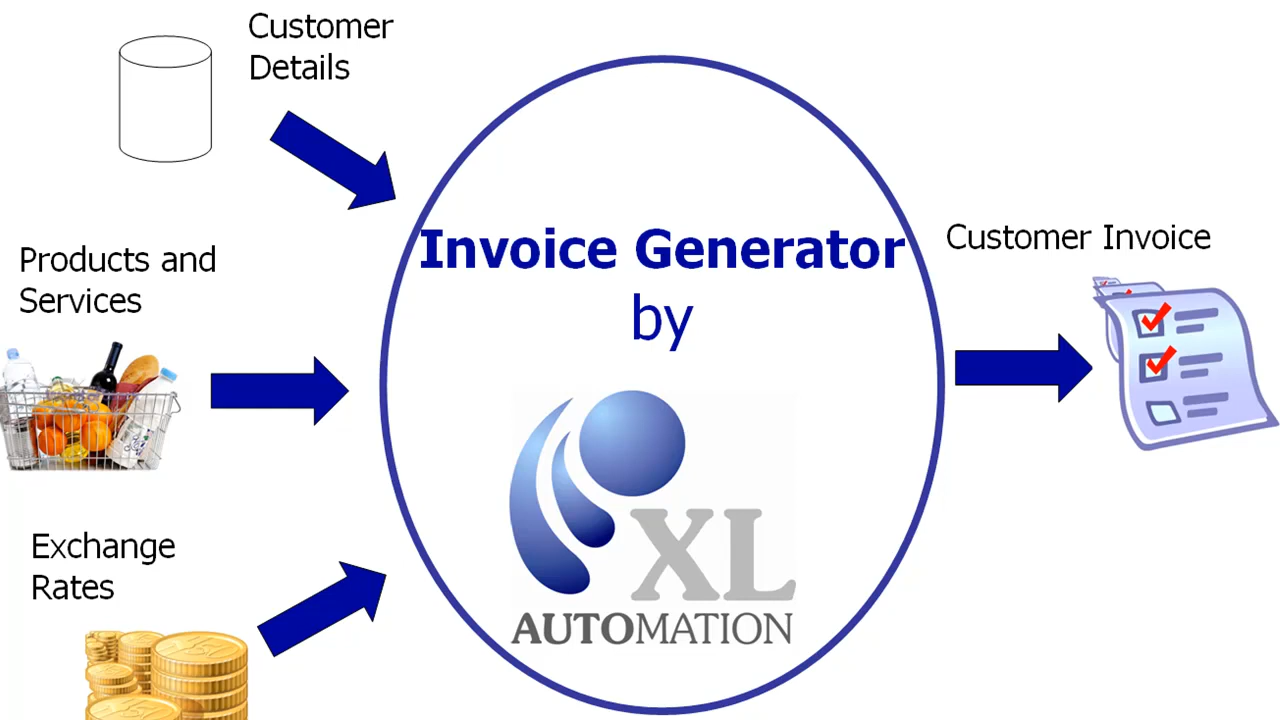 Customer
Details
Products and
Services
Exchange
Rates
Invoice Generator
by
XL
AUTOMATION
Customer Invoice